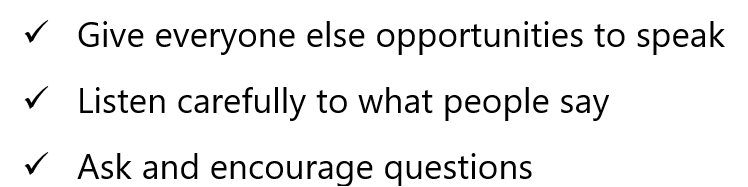 ✓ Give everyone else opportunities to speak
✓ Listen carefully to what people say
✓ Ask and encourage questions